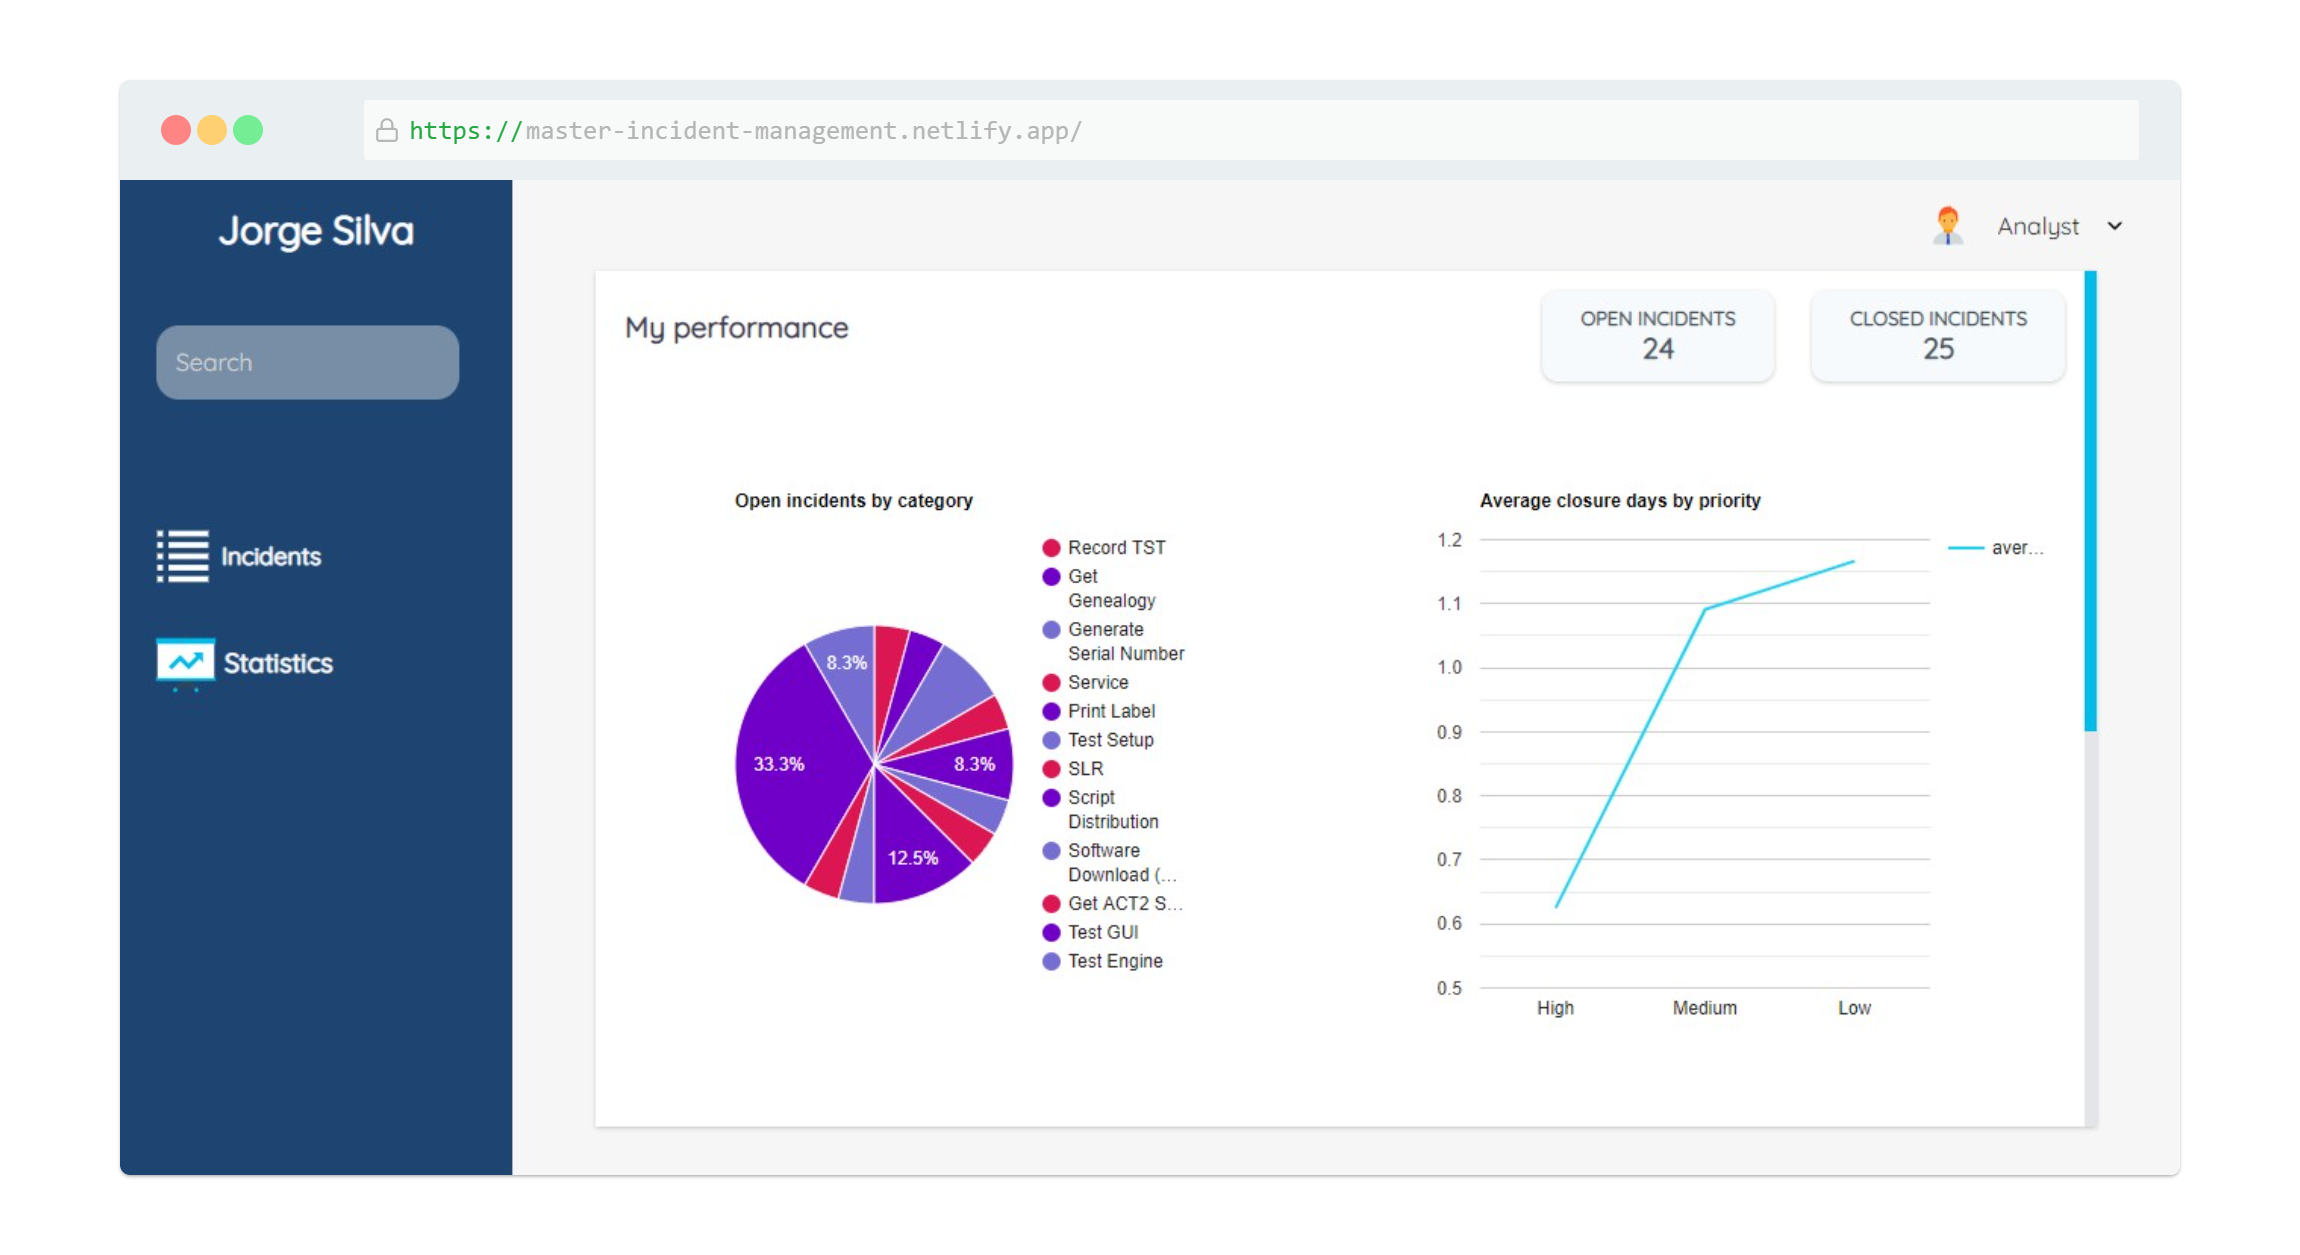 https://master-incident-management.netlify.app/
Jorge Silva
Search
Incidents
Statistics
Analyst
My performance
OPEN INCIDENTS
24
CLOSED INCIDENTS
25
Open incidents by category
8.3%
33.3%
8.3%
12.5%
Record TST
Get
Genealogy
Generate
Serial Number
Service
Print Label
Test Setup
SLR
Script
Distribution
Software
Download (...
Get ACT2 S...
Test GUI
Test Engine
Average closure days by priority
1.2
1.1
1.0
0.9
0.8
0.7
0.6
0.5
High Medium Low
aver...